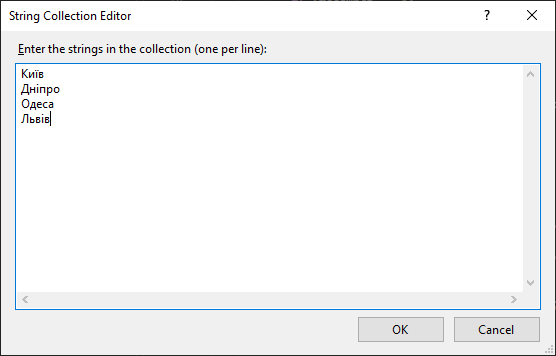 String Collection Editor
?
Enter the strings in the collection (one per line):
Київ
Дніпро
Одеса
Львів
OK
Cancel